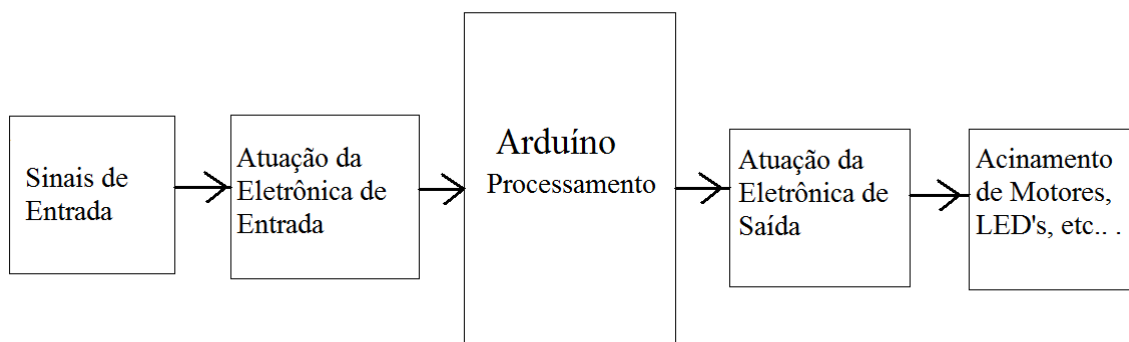 Sinais de
Entrada
Atuação da
Eletrônica de
Entrada
Arduíno
Processamento
Atuação da
Eletrônica de
Saída
Acinamento
de Motores,
LED's, etc.. .